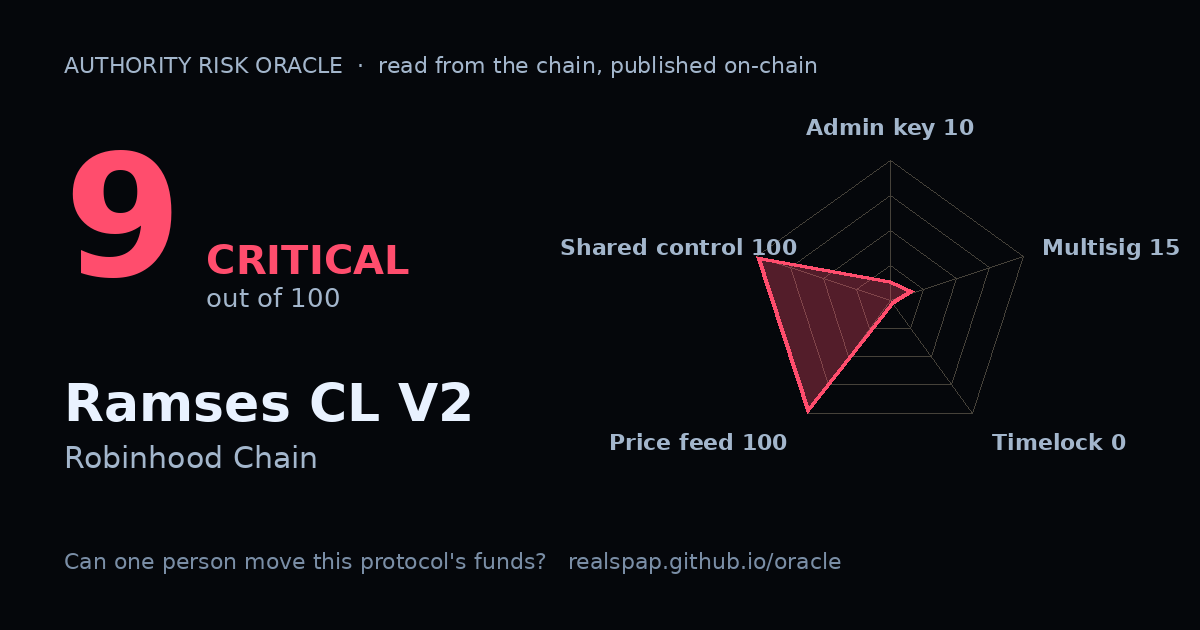 AUTHORITY RISK ORACLE · read from the chain, published on-chain
9
CRITICAL
out of 100
Ramses CL V2
Robinhood Chain
Admin key 10
Shared control 100
Multisig 15
Price feed 100
Timelock 0
Can one person move this protocol's funds? realspap.github.io/oracle